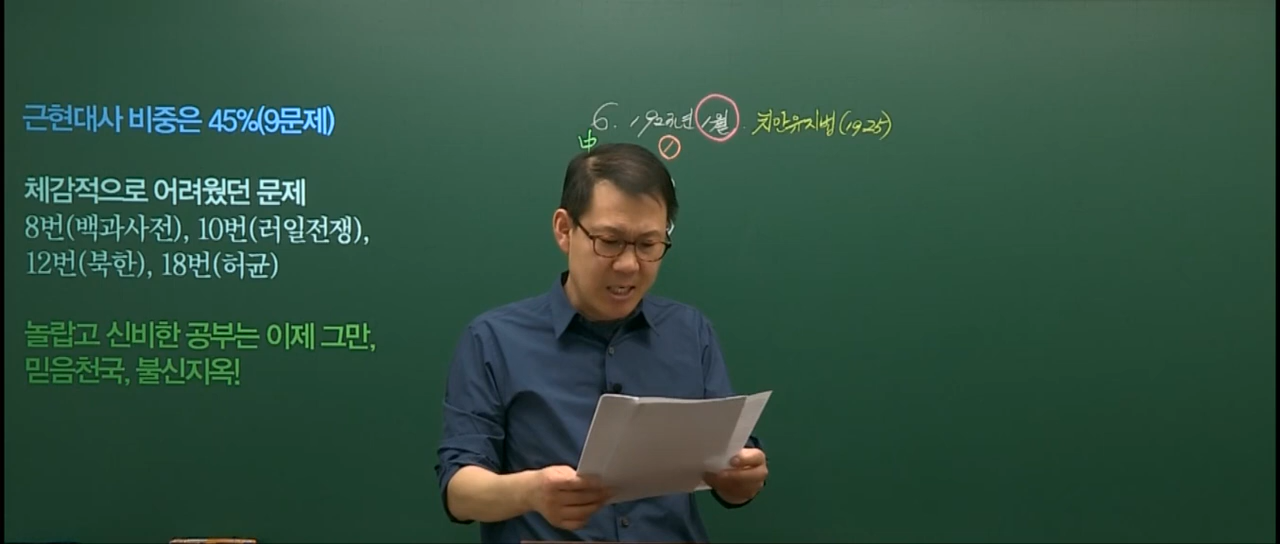 근현대사 비중은 45%(9문제)
체감적으로 어려웠던 문제
8번(백과사전), 10번(러일전쟁),
12번(북한), 18번(허균)
놀랍고 신비한 공부는 이제 그만,
믿음천국, 불신지옥!
6. 1월. 치안유지법(1925)
中 1